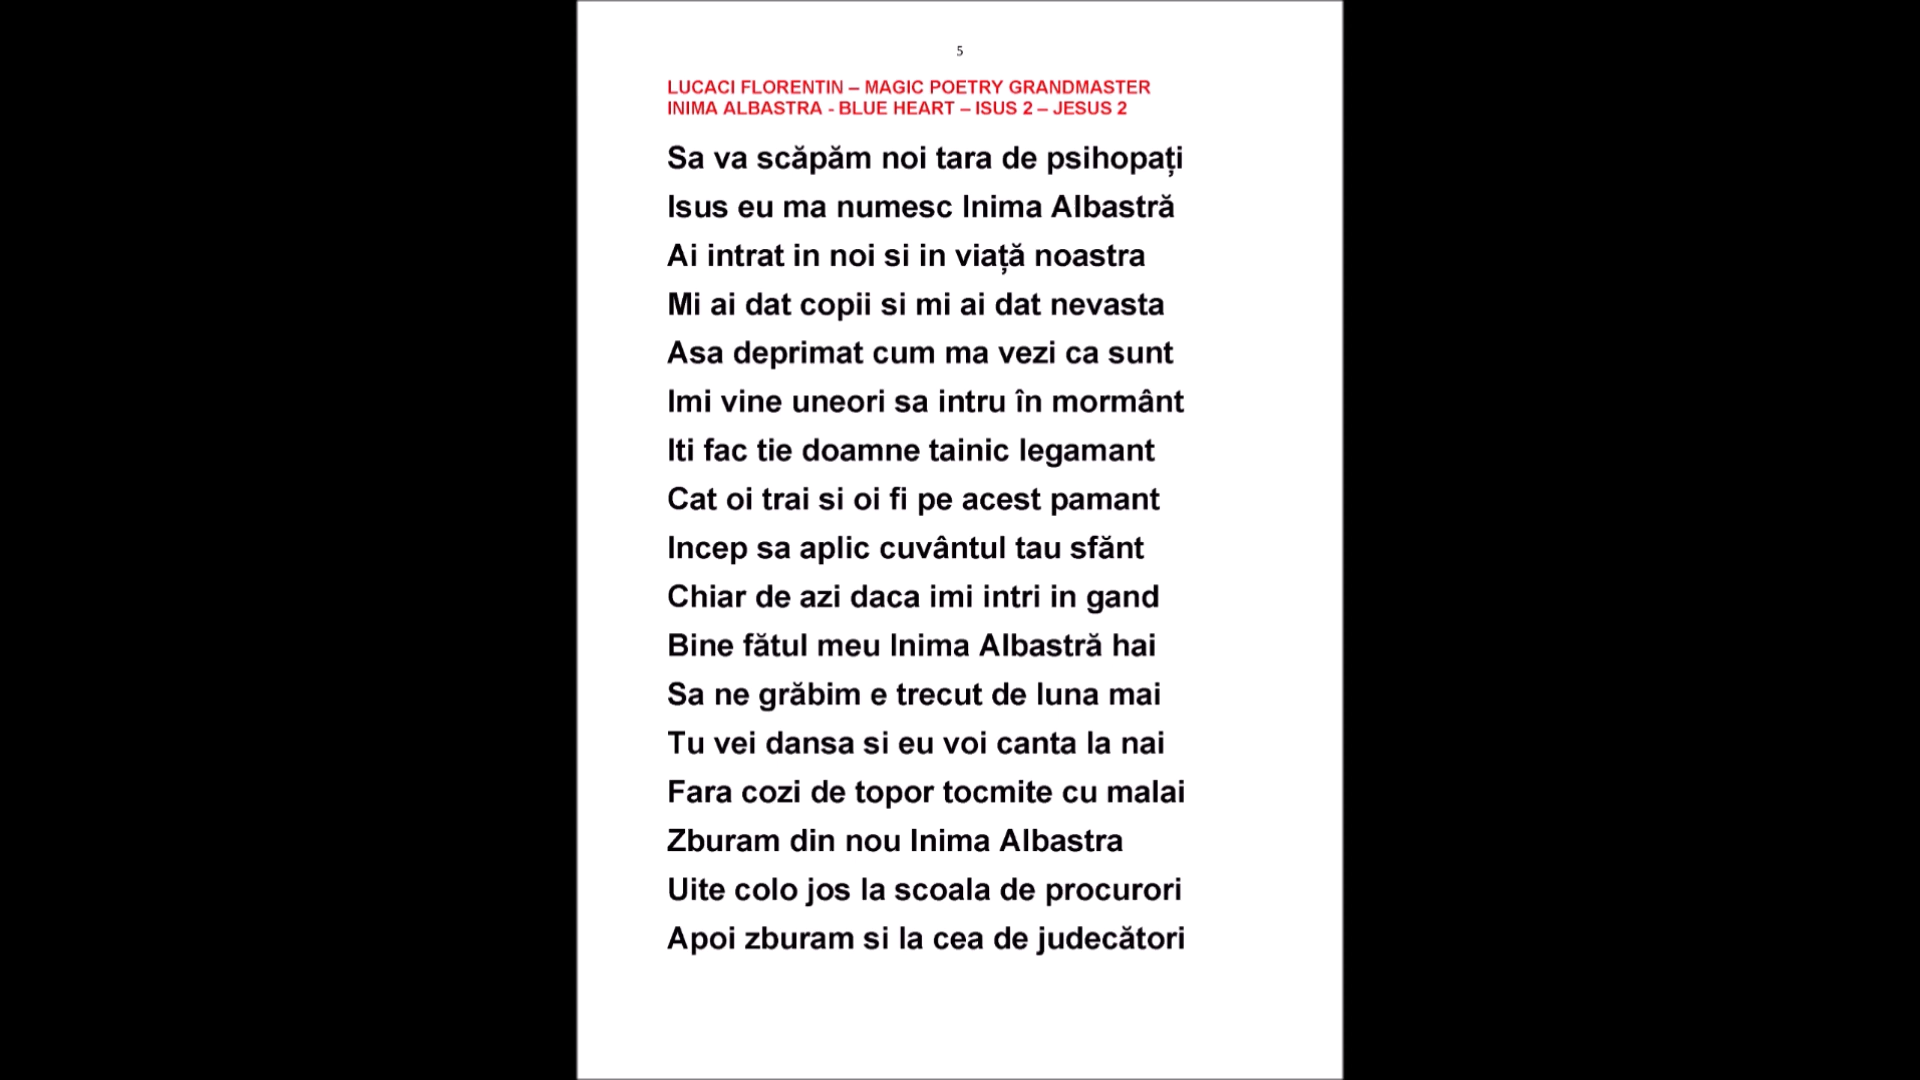 5
LUCACI FLORENTIN – MAGIC POETRY GRANDMASTER
INIMA ALBASTRA - BLUE HEART – ISUS 2 – JESUS 2
Sa va scăpăm noi tara de psihopați
Isus eu ma numesc Inima Albastră
Ai intrat in noi si in viață noastra
Mi ai dat copii si mi ai dat nevasta
Asa deprimat cum ma vezi ca sunt
Imi vine uneori sa intru în mormânt
Iti fac tie doamne tainic legamant
Cat oi trai si oi fi pe acest pamant
Incep sa aplic cuvântul tau sfănt
Chiar de azi daca imi intri in gand
Bine fătul meu Inima Albastră hai
Sa ne grăbim e trecut de luna mai
Tu vei dansa si eu voi canta la nai
Fara cozi de topor tocmite cu malai
Zburam din nou Inima Albastra
Uite colo jos la scoala de procurori
Apoi zburam si la cea de judecători